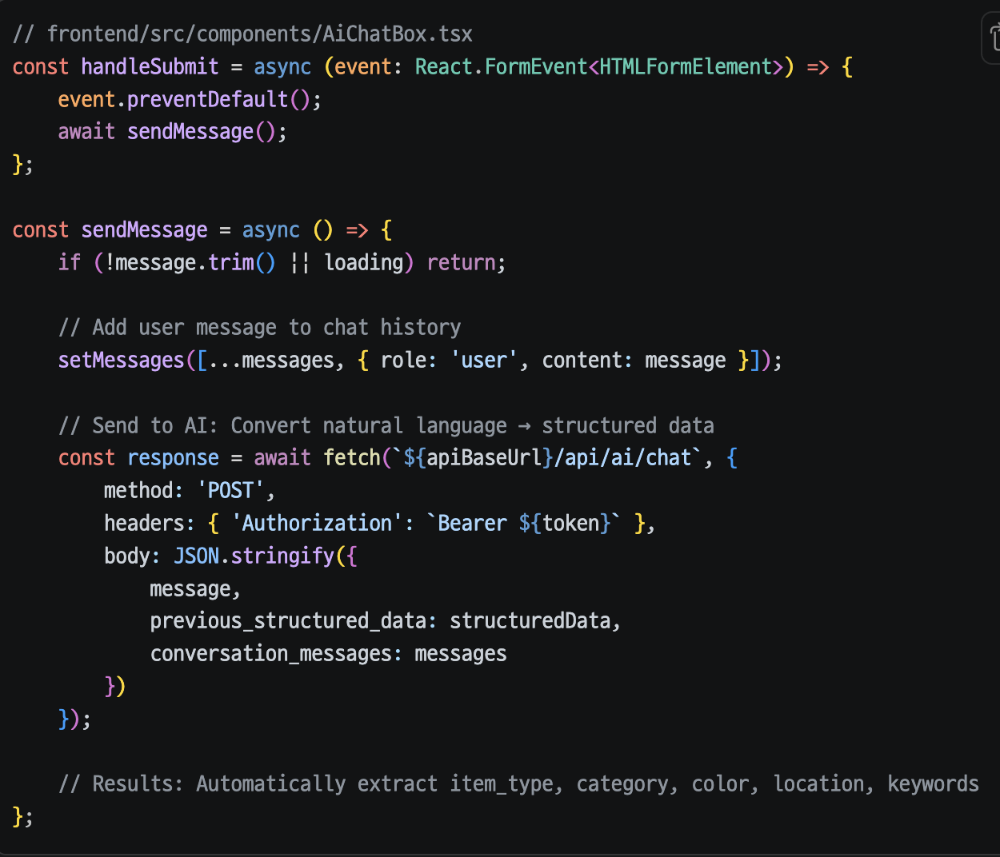 // frontend/src/components/AiChatBox.tsx
const handleSubmit = async (event: React.FormEvent<HTMLFormElement>) => {
    event.preventDefault();
    await sendMessage();
};

const sendMessage = async () => {
    if (!message.trim() || loading) return;

    // Add user message to chat history
    setMessages([...messages, { role: 'user', content: message }]);

    // Send to AI: Convert natural language → structured data
    const response = await fetch(`${apiBaseUrl}/api/ai/chat`, {
        method: 'POST',
        headers: { 'Authorization': `Bearer ${token}` },
        body: JSON.stringify({
            message,
            previous_structured_data: structuredData,
            conversation_messages: messages
        })
    });

    // Results: Automatically extract item_type, category, color, location, keywords
};